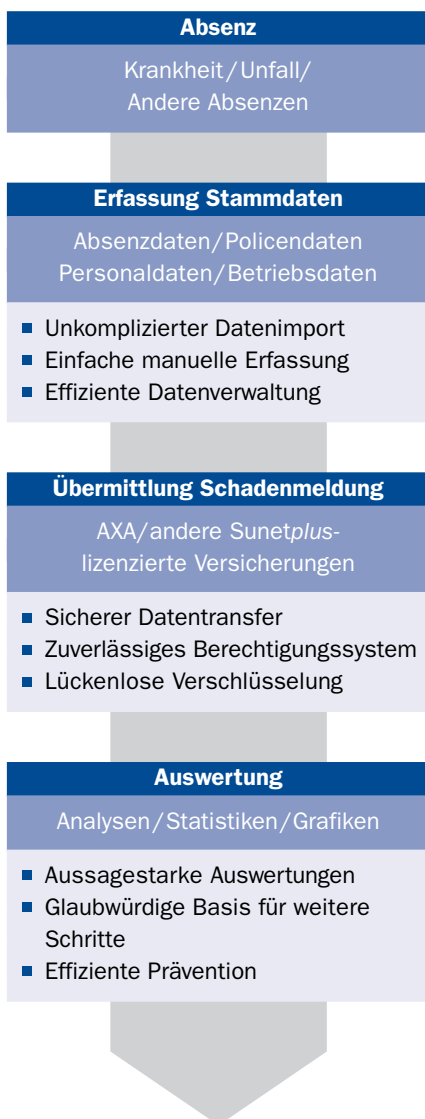 Absenz
Krankheit/Unfall/
Andere Absenzen
Erfassung Stammdaten
Absenzdaten/Policendaten
Personaldaten/Betriebsdaten
Unkomplizierter Datenimport
Einfache manuelle Erfassung
Effiziente Datenverwaltung
Übermittlung Schadenmeldung
AXA/andere Sunetplus-
lizenzierte Versicherungen
Sicherer Datentransfer
Zuverlässiges Berechtigungssystem
Lückenlose Verschlüsselung
Auswertung
Analysen/Statistiken/Grafiken
Aussagestarke Auswertungen
Glaubwürdige Basis für weitere
Schritte
Effiziente Prävention